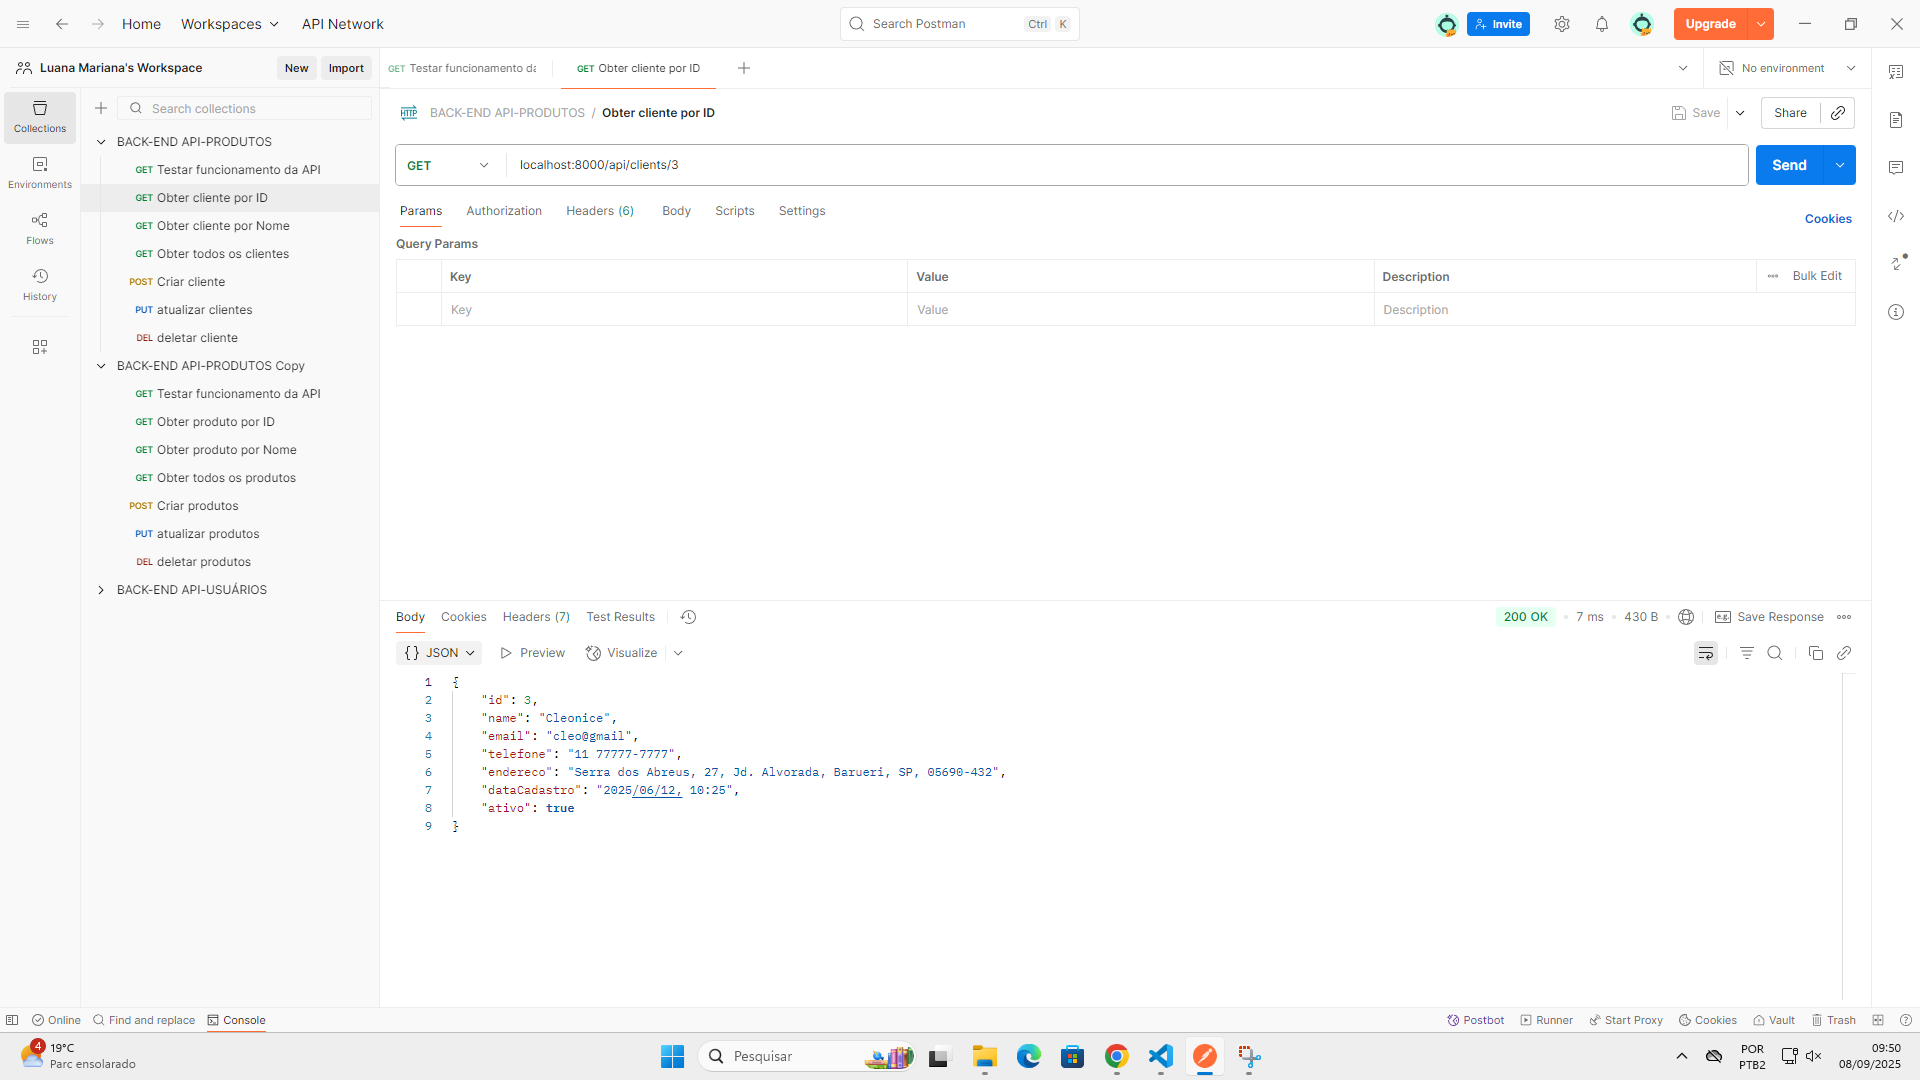 Home
Workspaces
API Network
Search Postman
Ctrl K
Invite
Upgrade
Luana Mariana's Workspace
New
Import
GET Testar funcionamento da
GET Obter cliente por ID
No environment
Collections
Environments
Flows
History
Search collections
BACK-END API-PRODUTOS
GET Testar funcionamento da API
GET Obter cliente por ID
GET Obter cliente por Nome
GET Obter todos os clientes
POST Criar cliente
PUT atualizar clientes
DEL deletar cliente
BACK-END API-PRODUTOS Copy
GET Testar funcionamento da API
GET Obter produto por ID
GET Obter produto por Nome
GET Obter todos os produtos
POST Criar produtos
PUT atualizar produtos
DEL deletar produtos
BACK-END API-USUÁRIOS
HTTP BACK-END API-PRODUTOS / Obter cliente por ID
Save
Share
GET localhost:8000/api/clients/3
Send
Params Authorization Headers (6) Body Scripts Settings
Cookies
Query Params
Key Value Description Bulk Edit
Key Value Description
Body Cookies Headers (7) Test Results
200 OK • 7 ms • 430 B • e.g. Save Response
{ } JSON Preview Visualize
1 {
2 "id": 3,
3 "name": "Cleonice",
4 "email": "cleo@gmail",
5 "telefone": "11 77777-7777",
6 "endereco": "Serra dos Abreus, 27, Jd. Alvorada, Barueri, SP, 05690-432",
7 "dataCadastro": "2025/06/12, 10:25",
8 "ativo": true
9 }
Online
Find and replace
Console
Postbot
Runner
Start Proxy
Cookies
Vault
Trash
4
19°C
Parc ensolarado
Pesquisar
POR
PTB2
09:50
08/09/2025